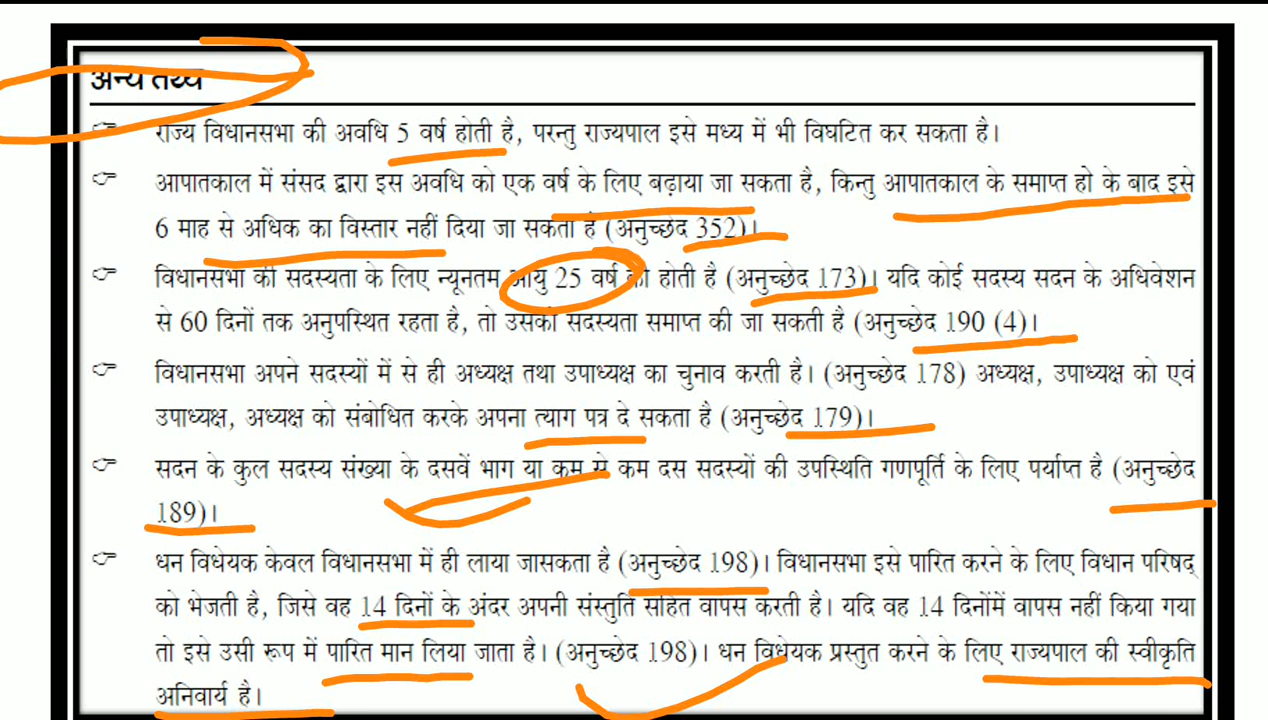 अन्य तथ्य
राज्य विधानसभा की अवधि 5 वर्ष होती है, परन्तु राज्यपाल इसे मध्य में भी विघटित कर सकता है।
आपातकाल में संसद द्वारा इस अवधि को एक वर्ष के लिए बढ़ाया जा सकता है, किन्तु आपातकाल के समाप्त हो के बाद इसे
6 माह से अधिक का विस्तार नहीं दिया जा सकता है (अनुच्छेद 352)।
विधानसभा की सदस्यता के लिए न्यूनतम आयु 25 वर्ष की होती है (अनुच्छेद 173)। यदि कोई सदस्य सदन के अधिवेशन
से 60 दिनों तक अनुपस्थित रहता है, तो उसकी सदस्यता समाप्त की जा सकती है (अनुच्छेद 190 (4)।
विधानसभा अपने सदस्यों में से ही अध्यक्ष तथा उपाध्यक्ष का चुनाव करती है। (अनुच्छेद 178) अध्यक्ष, उपाध्यक्ष को एवं
उपाध्यक्ष, अध्यक्ष को संबोधित करके अपना त्याग पत्र दे सकता है (अनुच्छेद 179)।
सदन के कुल सदस्य संख्या के दसवें भाग या कम से कम दस सदस्यों की उपस्थिति गणपूर्ति के लिए पर्याप्त है (अनुच्छेद
189)।
धन विधेयक केवल विधानसभा में ही लाया जासकता है (अनुच्छेद 198)। विधानसभा इसे पारित करने के लिए विधान परिषद्
को भेजती है, जिसे वह 14 दिनों के अंदर अपनी संस्तुति सहित वापस करती है। यदि वह 14 दिनोंमें वापस नहीं किया गया
तो इसे उसी रूप में पारित मान लिया जाता है। (अनुच्छेद 198)। धन विधेयक प्रस्तुत करने के लिए राज्यपाल की स्वीकृति
अनिवार्य है।